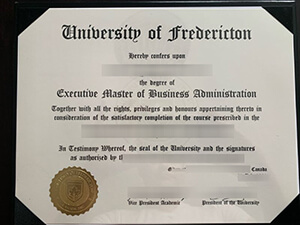 University of Fredericton
Hereby confers upon
the degree of
Executive Master of Business Administration
Together with all the rights, privileges and honours appertaining thereto in
consideration of the satisfactory completion of the course prescribed in the
In Testimony Whereof, the seal of the University and the signatures
as authorized by
Canada
Vice President Academic
President of the University